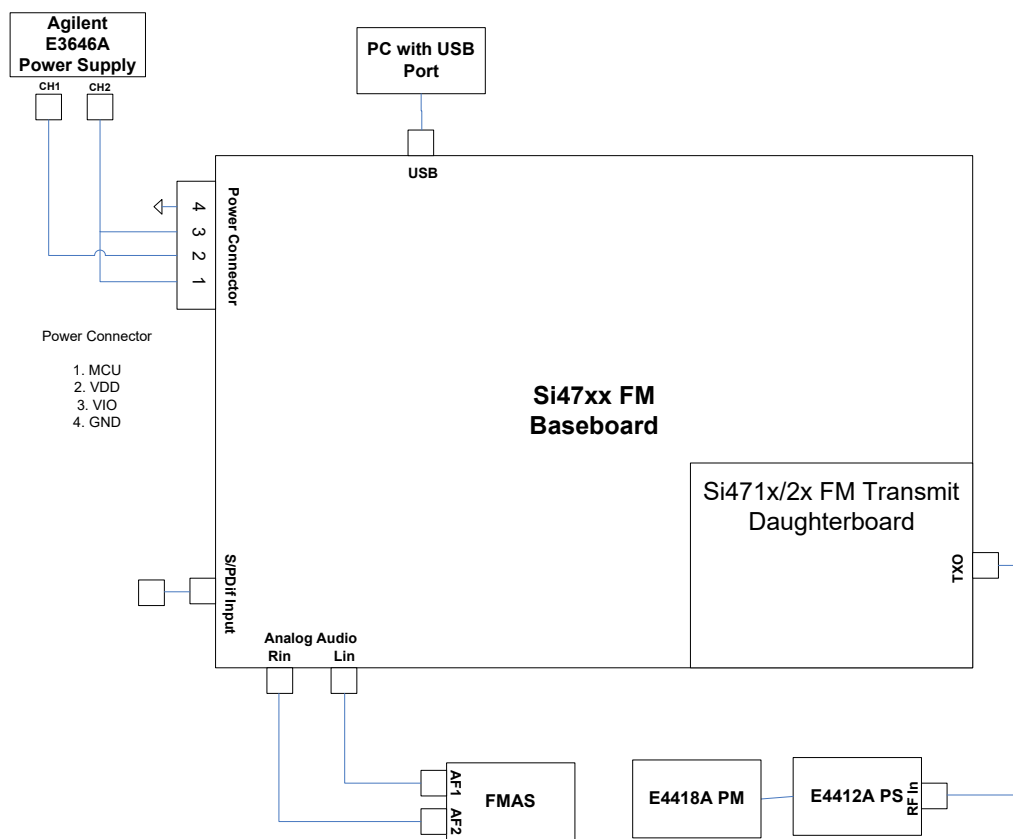 Agilent
E3646A
Power Supply
CH1
CH2
PC with USB
Port
USB
Power Connector
4
3
2
1
Power Connector
1. MCU
2. VDD
3. VIO
4. GND
Si47xx FM
Baseboard
Si471x/2x FM Transmit
Daughterboard
TXO
S/PDif Input
Analog Audio
Rin
Lin
AF1
AF2
FMAS
E4418A PM
E4412A PS
RF In